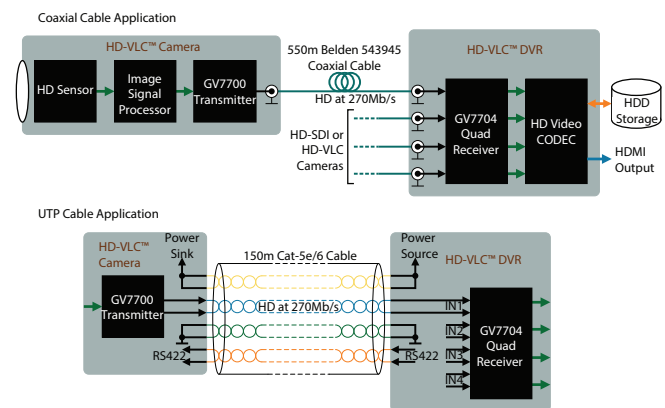 Coaxial Cable Application
HD-VLC™ Camera
HD Sensor
Image
Signal
Processor
GV7700
Transmitter
550m Belden 543945
Coaxial Cable
HD at 270Mb/s
HD-SDI or
HD-VLC
Cameras
HD-VLC™ DVR
GV7704
Quad
Receiver
HD Video
CODEC
HDD
Storage
HDMI
Output
UTP Cable Application
HD-VLC™
Camera
Power
Sink
GV7700
Transmitter
RS422
150m Cat-5e/6 Cable
HD at 270Mb/s
Power
Source
HD-VLC™ DVR
RS422
IN1
IN2
IN3
IN4
GV7704
Quad
Receiver